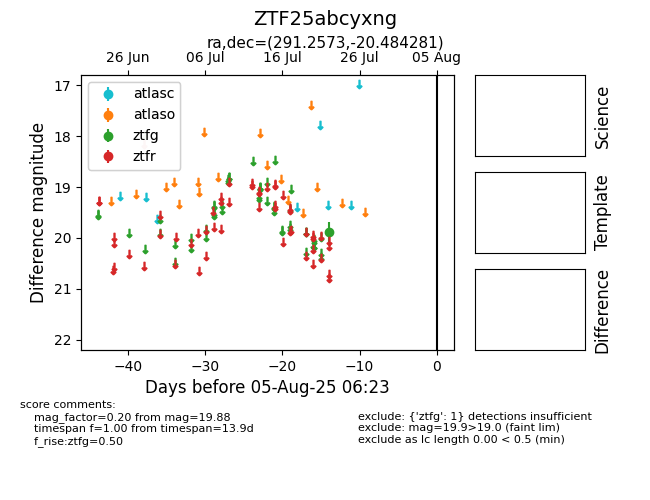 ZTF25abcyxng
ra,dec=(291.2573,-20.484281)
26 Jun 06 Jul 16 Jul 26 Jul 05 Aug
atlasc
atlaso
ztfg
ztfr
17
18
19
20
21
22
Difference magnitude
−40 −30 −20 −10 0
Days before 05-Aug-25 06:23
Science
Template
Difference
score comments:
mag_factor=0.20 from mag=19.88
timespan f=1.00 from timespan=13.9d
f_rise:ztfg=0.50
exclude: {'ztfg': 1} detections insufficient
exclude: mag=19.9>19.0 (faint lim)
exclude as lc length 0.00 < 0.5 (min)